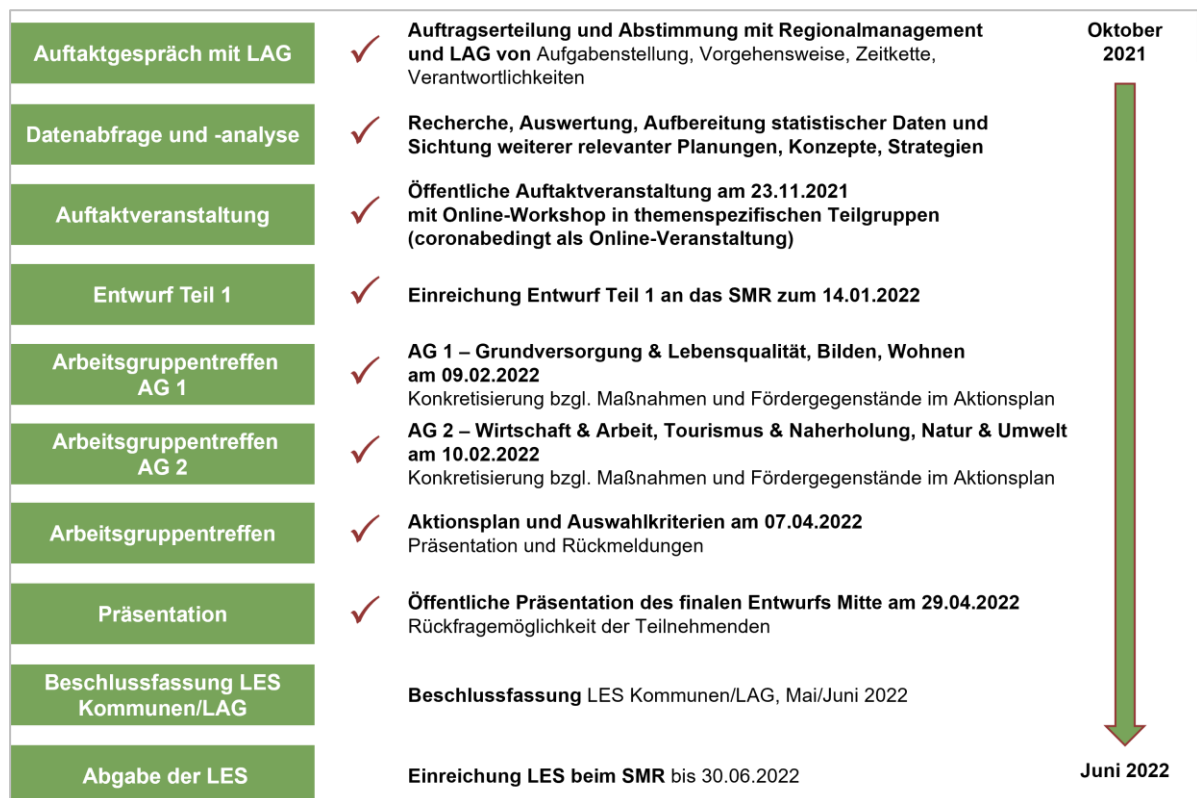 Auftaktgespräch mit LAG
Auftragserteilung und Abstimmung mit Regionalmanagement
und LAG von Aufgabenstellung, Vorgehensweise, Zeitkette,
Verantwortlichkeiten
Oktober
2021
Datenabfrage und -analyse
Recherche, Auswertung, Aufbereitung statistischer Daten und
Sichtung weiterer relevanter Planungen, Konzepte, Strategien
Auftaktveranstaltung
Öffentliche Auftaktveranstaltung am 23.11.2021
mit Online-Workshop in themenspezifischen Teilgruppen
(coronabedingt als Online-Veranstaltung)
Entwurf Teil 1
Einreichung Entwurf Teil 1 an das SMR zum 14.01.2022
Arbeitsgruppentreffen
AG 1
AG 1 – Grundversorgung & Lebensqualität, Bilden, Wohnen
am 09.02.2022
Konkretisierung bzgl. Maßnahmen und Fördergegenstände im Aktionsplan
Arbeitsgruppentreffen
AG 2
AG 2 – Wirtschaft & Arbeit, Tourismus & Naherholung, Natur & Umwelt
am 10.02.2022
Konkretisierung bzgl. Maßnahmen und Fördergegenstände im Aktionsplan
Arbeitsgruppentreffen
Aktionsplan und Auswahlkriterien am 07.04.2022
Präsentation und Rückmeldungen
Präsentation
Öffentliche Präsentation des finalen Entwurfs Mitte am 29.04.2022
Rückfragemöglichkeit der Teilnehmenden
Beschlussfassung LES
Kommunen/LAG
Beschlussfassung LES Kommunen/LAG, Mai/Juni 2022
Abgabe der LES
Einreichung LES beim SMR bis 30.06.2022
Juni 2022